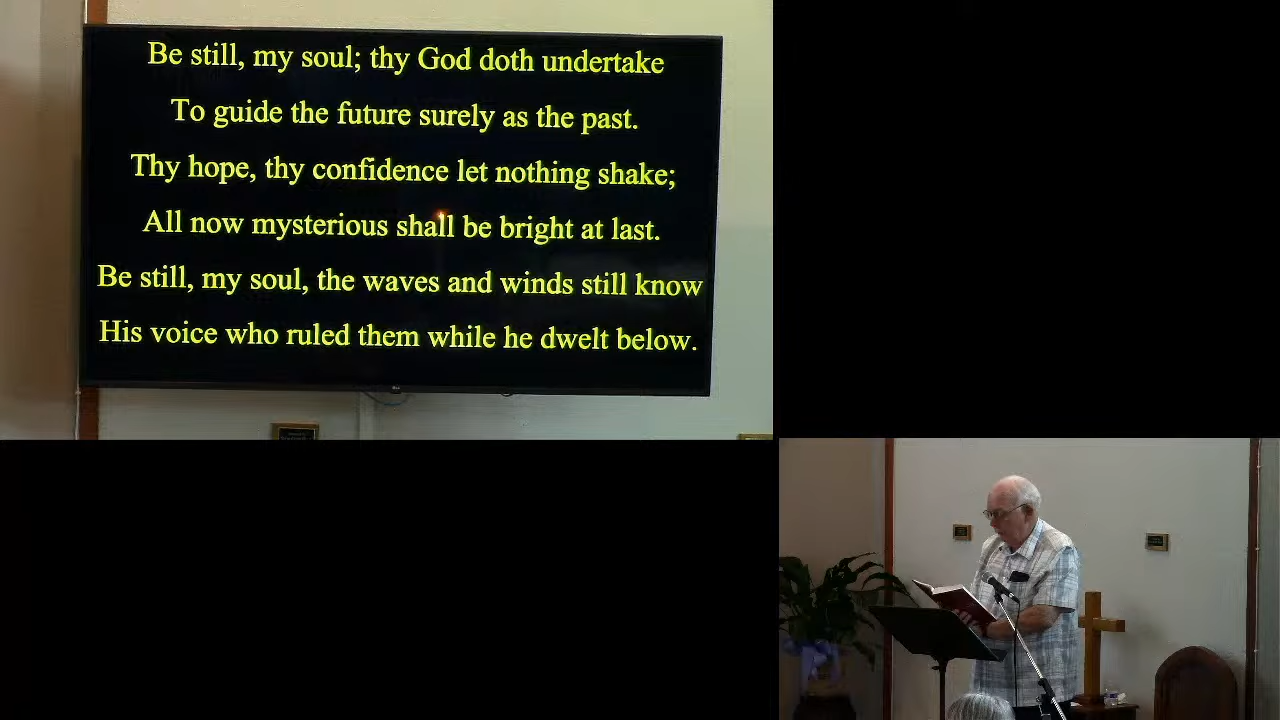 Be still, my soul; thy God doth undertake
To guide the future surely as the past.
Thy hope, thy confidence let nothing shake;
All now mysterious shall be bright at last.
Be still, my soul, the waves and winds still know
His voice who ruled them while he dwelt below.